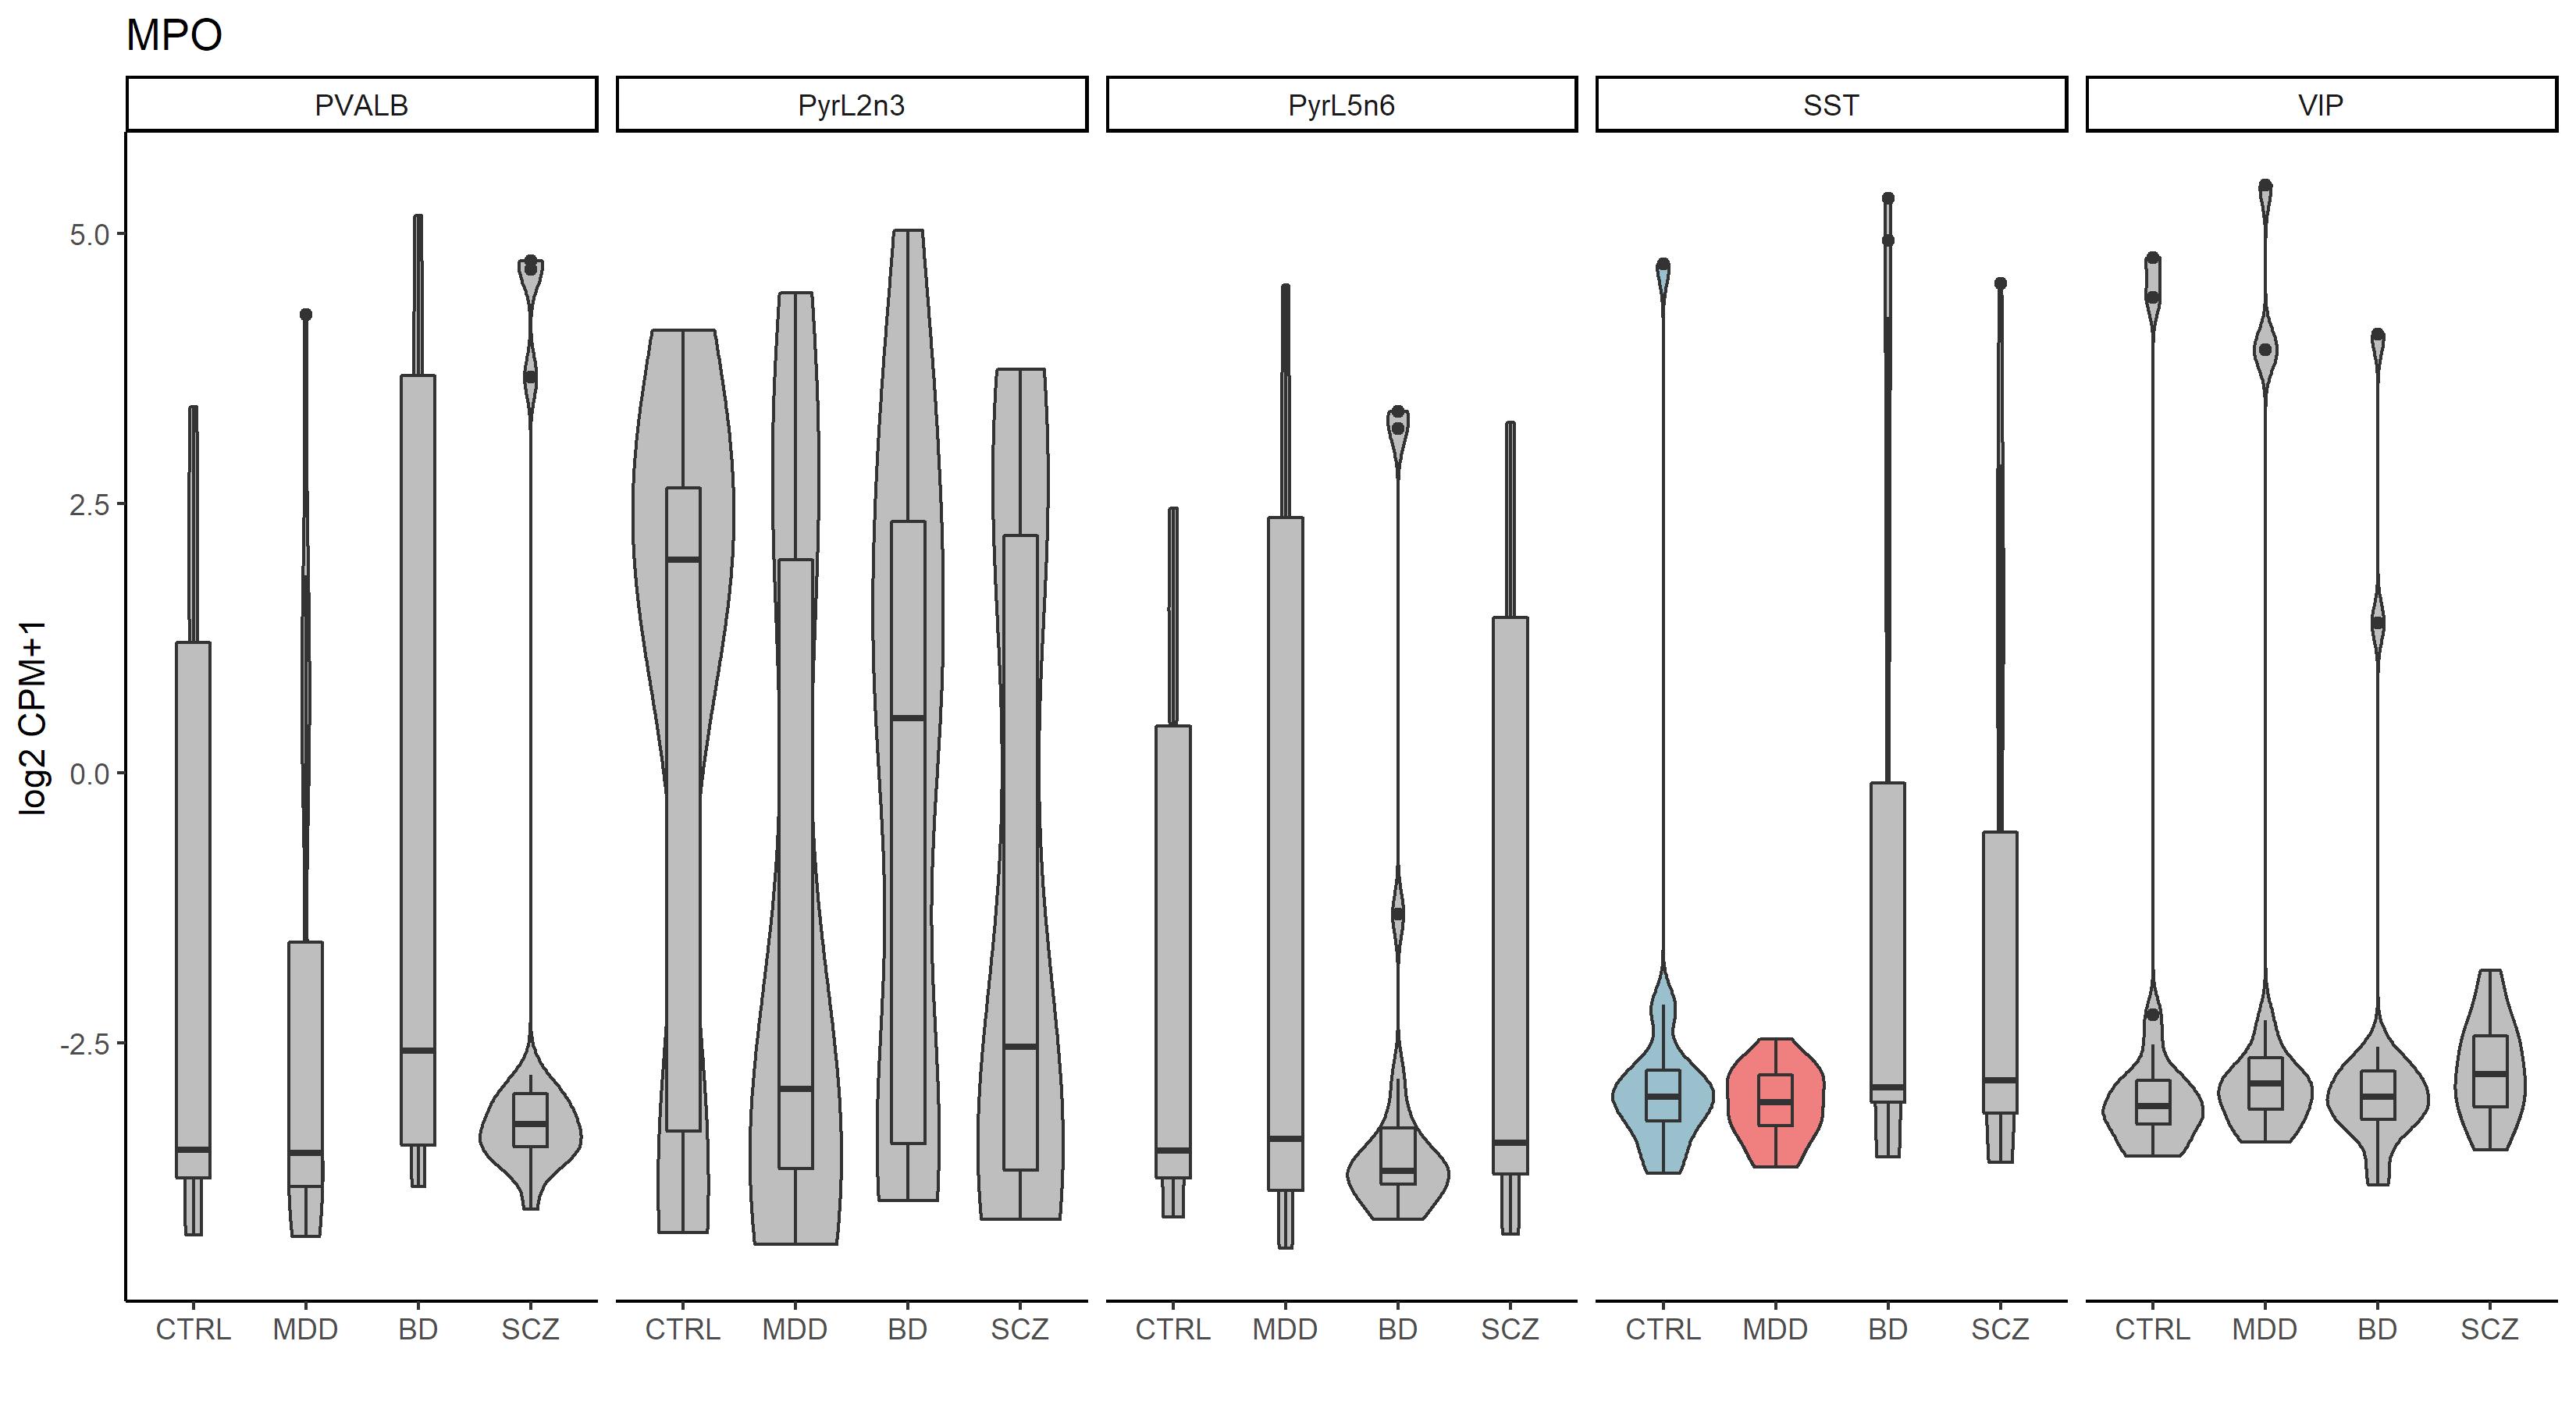 MPO
PVALB PyrL2n3 PyrL5n6 SST VIP
log2 CPM+1
5.0
2.5
0.0
-2.5
CTRL MDD BD SCZ CTRL MDD BD SCZ CTRL MDD BD SCZ CTRL MDD BD SCZ CTRL MDD BD SCZ